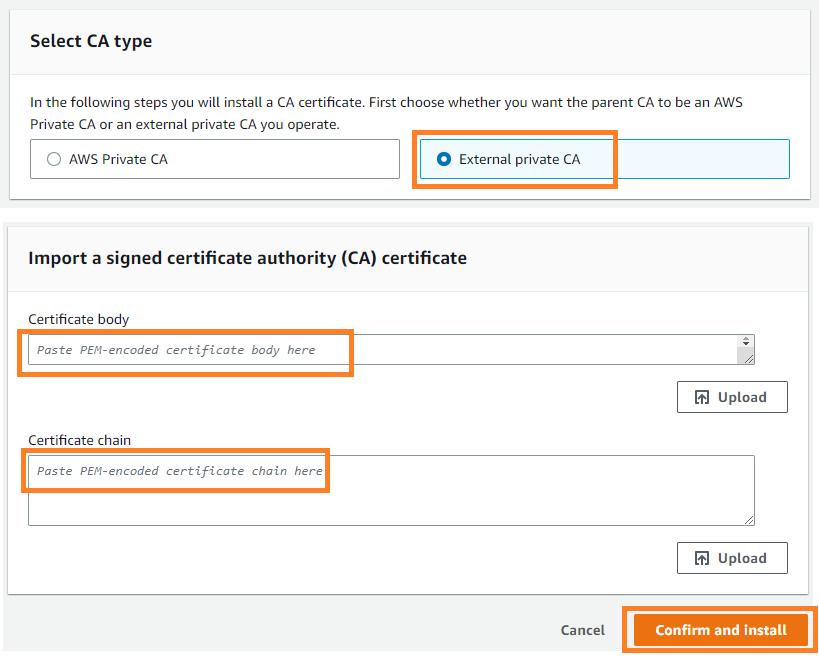 Select CA type
In the following steps you will install a CA certificate. First choose whether you want the parent CA to be an AWS
Private CA or an external private CA you operate.
AWS Private CA
External private CA
Import a signed certificate authority (CA) certificate
Certificate body
Paste PEM-encoded certificate body here
Upload
Certificate chain
Paste PEM-encoded certificate chain here
Upload
Cancel
Confirm and install